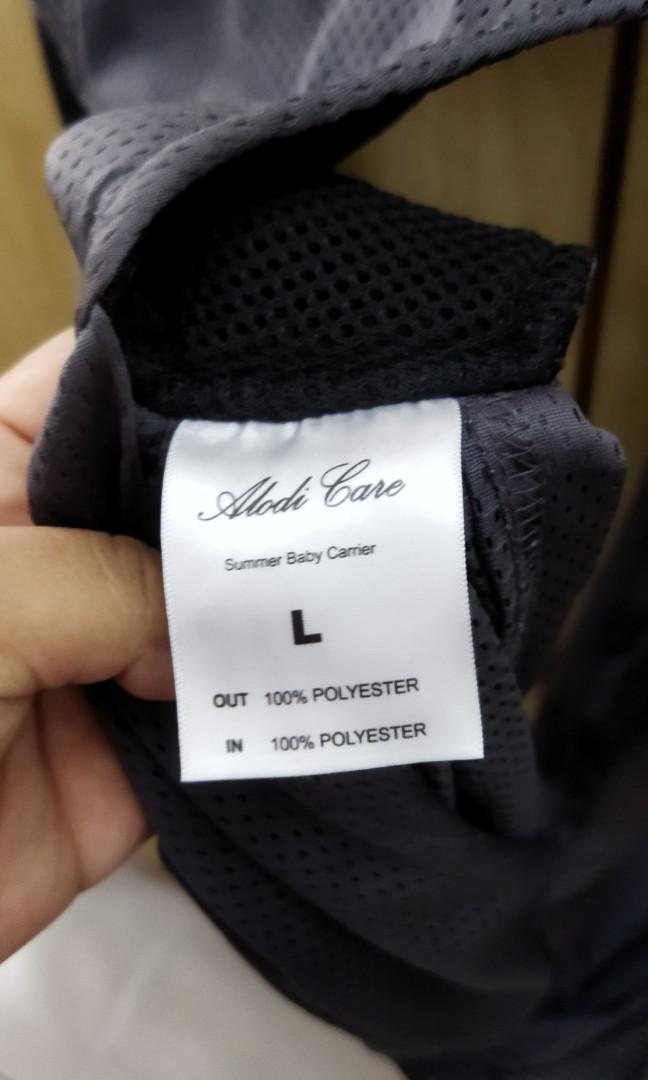 Alodi Care
Summer Baby Carrier
L
OUT 100% POLYESTER
IN 100% POLYESTER